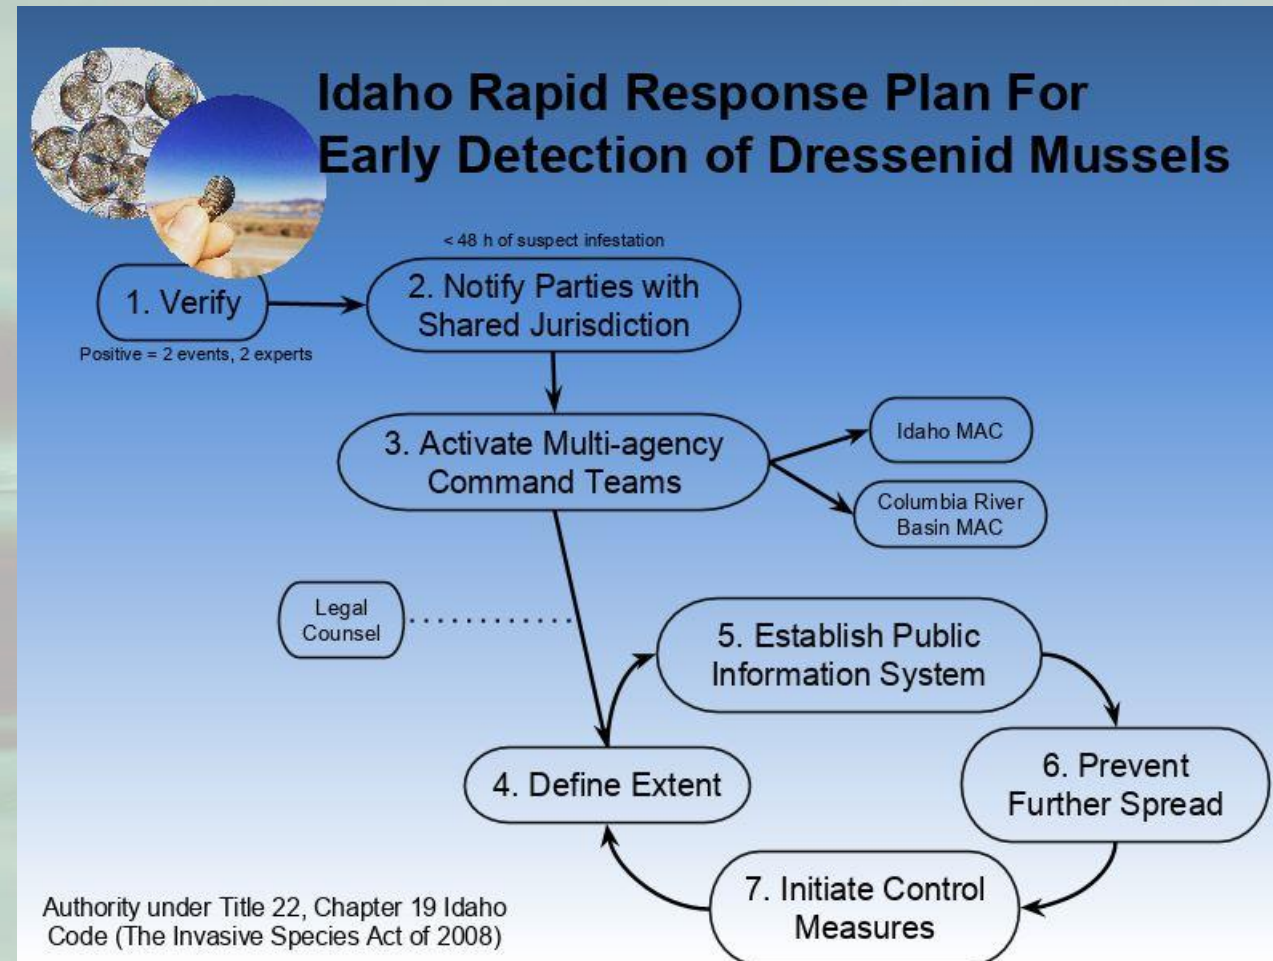 Idaho Rapid Response Plan For
Early Detection of Dressenid Mussels
< 48 h of suspect infestation
1. Verify
Positive = 2 events, 2 experts
2. Notify Parties with
Shared Jurisdiction
3. Activate Multi-agency
Command Teams
Idaho MAC
Columbia River
Basin MAC
Legal
Counsel
5. Establish Public
Information System
4. Define Extent
6. Prevent
Further Spread
7. Initiate Control
Measures
Authority under Title 22, Chapter 19 Idaho
Code (The Invasive Species Act of 2008)